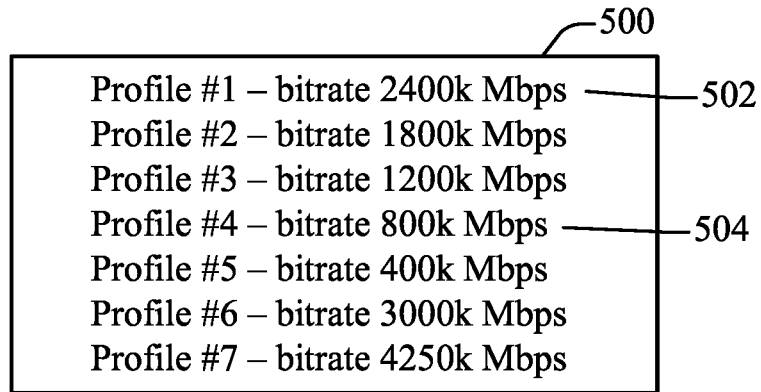 500
Profile #1 – bitrate 2400k Mbps 502
Profile #2 – bitrate 1800k Mbps
Profile #3 – bitrate 1200k Mbps
Profile #4 – bitrate 800k Mbps 504
Profile #5 – bitrate 400k Mbps
Profile #6 – bitrate 3000k Mbps
Profile #7 – bitrate 4250k Mbps